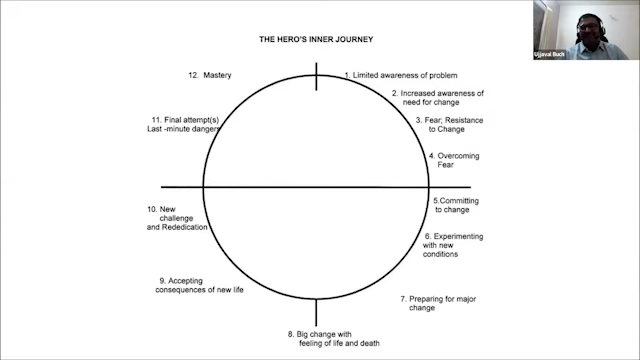 THE HERO'S INNER JOURNEY
12. Mastery
1. Limited awareness of problem
2. Increased awareness of
need for change
3. Fear; Resistance
to Change
4. Overcoming
Fear
5.Committing
to change
6. Experimenting
with new
conditions
7. Preparing for major
change
8. Big change with
feeling of life and death
9. Accepting
consequences of new life
10. New
challenge
and Rededication
11. Final attempt(s)
Last -minute dangers
Ujjaval Buch